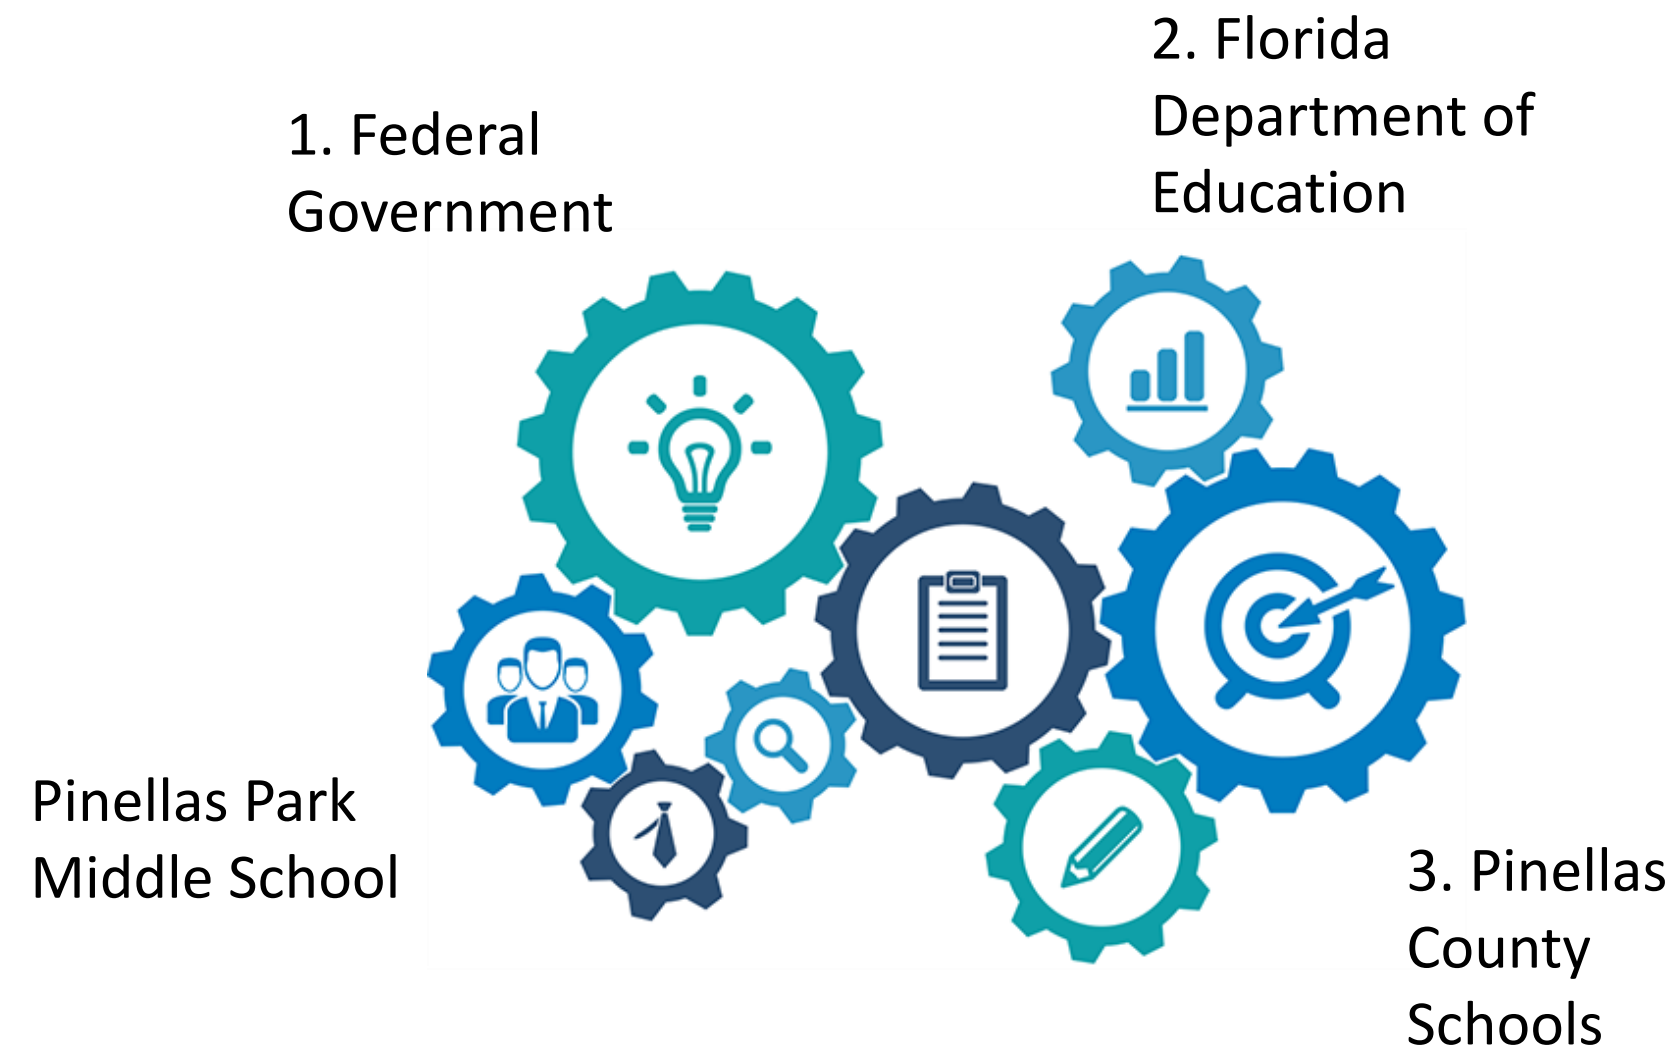 1. Federal
Government
2. Florida
Department of
Education
Pinellas Park
Middle School
3. Pinellas
County
Schools